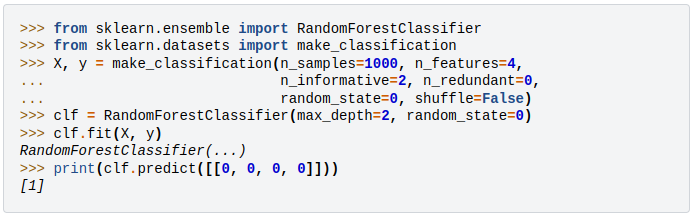 >>> from sklearn.ensemble import RandomForestClassifier
>>> from sklearn.datasets import make_classification
>>> X, y = make_classification(n_samples=1000, n_features=4,
...                            n_informative=2, n_redundant=0,
...                            random_state=0, shuffle=False)
>>> clf = RandomForestClassifier(max_depth=2, random_state=0)
>>> clf.fit(X, y)
RandomForestClassifier(...)
>>> print(clf.predict([[0, 0, 0, 0]]))
[1]